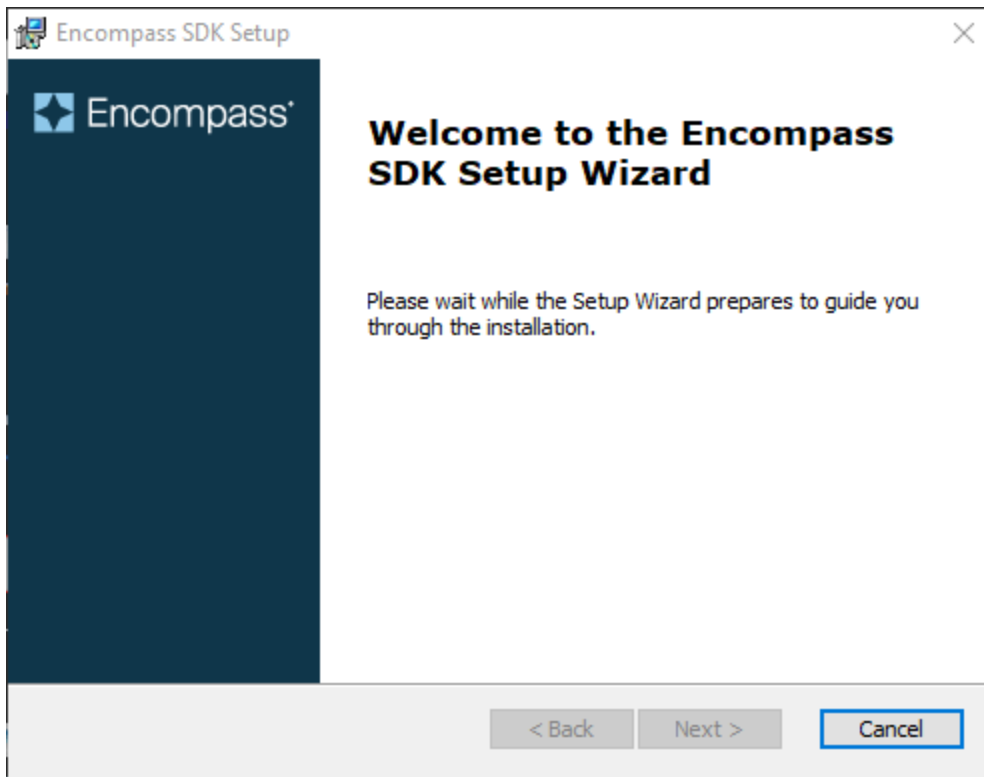 Encompass SDK Setup
Encompass
Welcome to the Encompass
SDK Setup Wizard
Please wait while the Setup Wizard prepares to guide you
through the installation.
< Back
Next >
Cancel